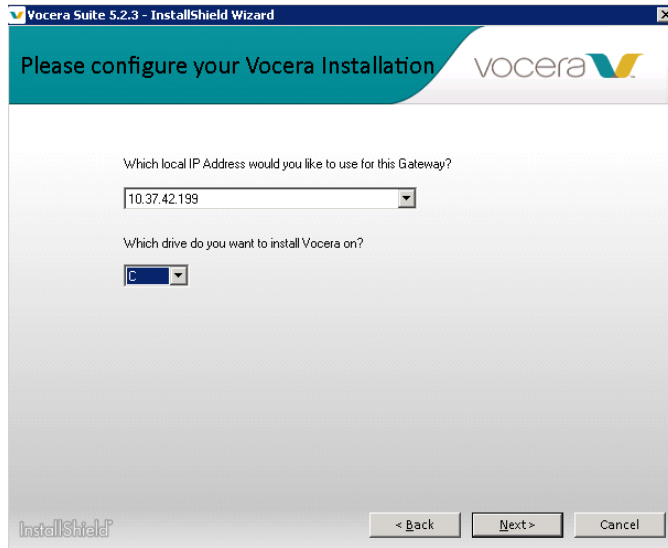 Vocera Suite 5.2.3 - InstallShield Wizard
Please configure your Vocera Installation
vocera
Which local IP Address would you like to use for this Gateway?
10.37.42.199
Which drive do you want to install Vocera on?
C
InstallShield
< Back
Next >
Cancel